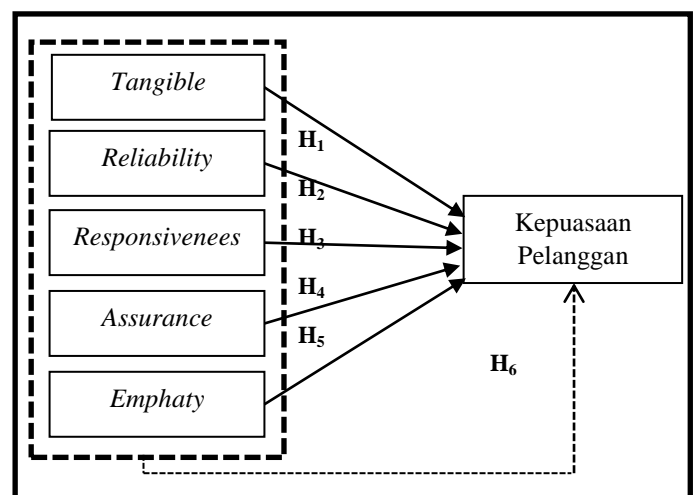 Tangible
H₁
Reliability
H₂
Responsivenees
H₃
Kepuasaan
Pelanggan
H₄
Assurance
H₅
H₆
Emphaty